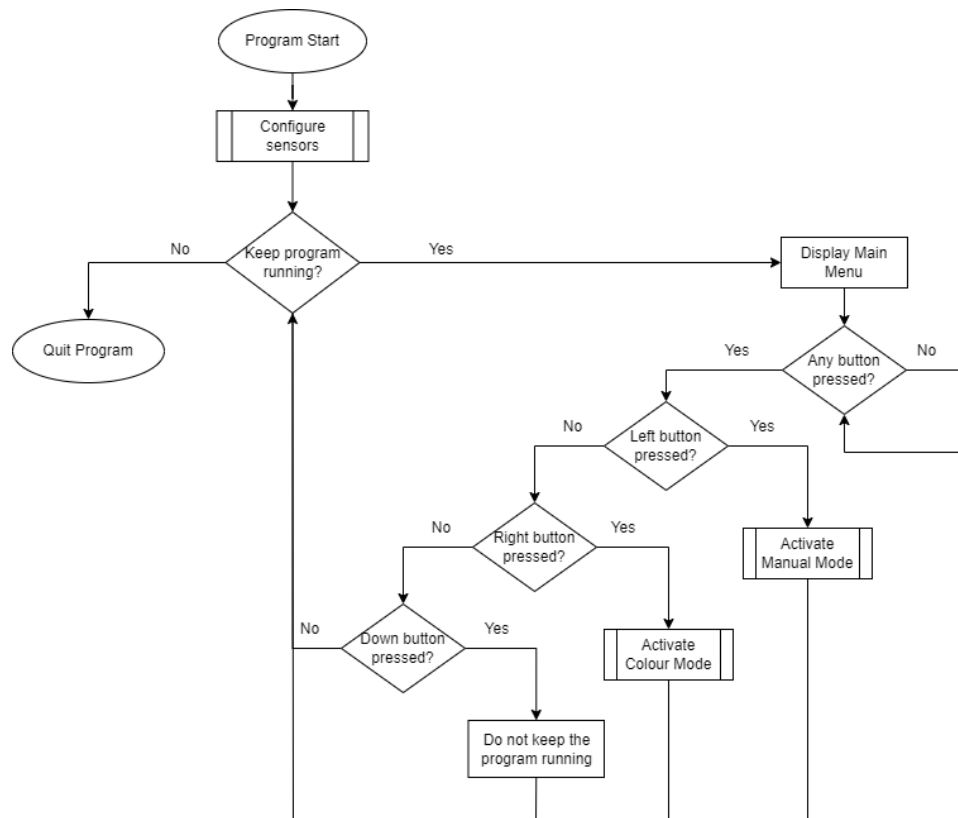 Program Start
Configure
sensors
No
Keep program
running?
Yes
Display Main
Menu
Quit Program
Yes
Any button
pressed?
No
No
Left button
pressed?
Yes
No
Right button
pressed?
Yes
Activate
Manual Mode
No
Down button
pressed?
Yes
Activate
Colour Mode
Do not keep the
program running